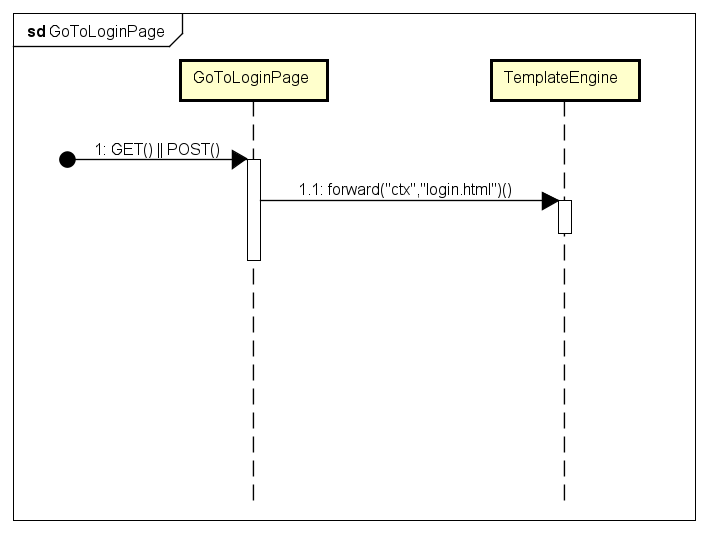 sd GoToLoginPage
GoToLoginPage
TemplateEngine
1: GET() || POST()
1.1: forward("ctx","login.html")()